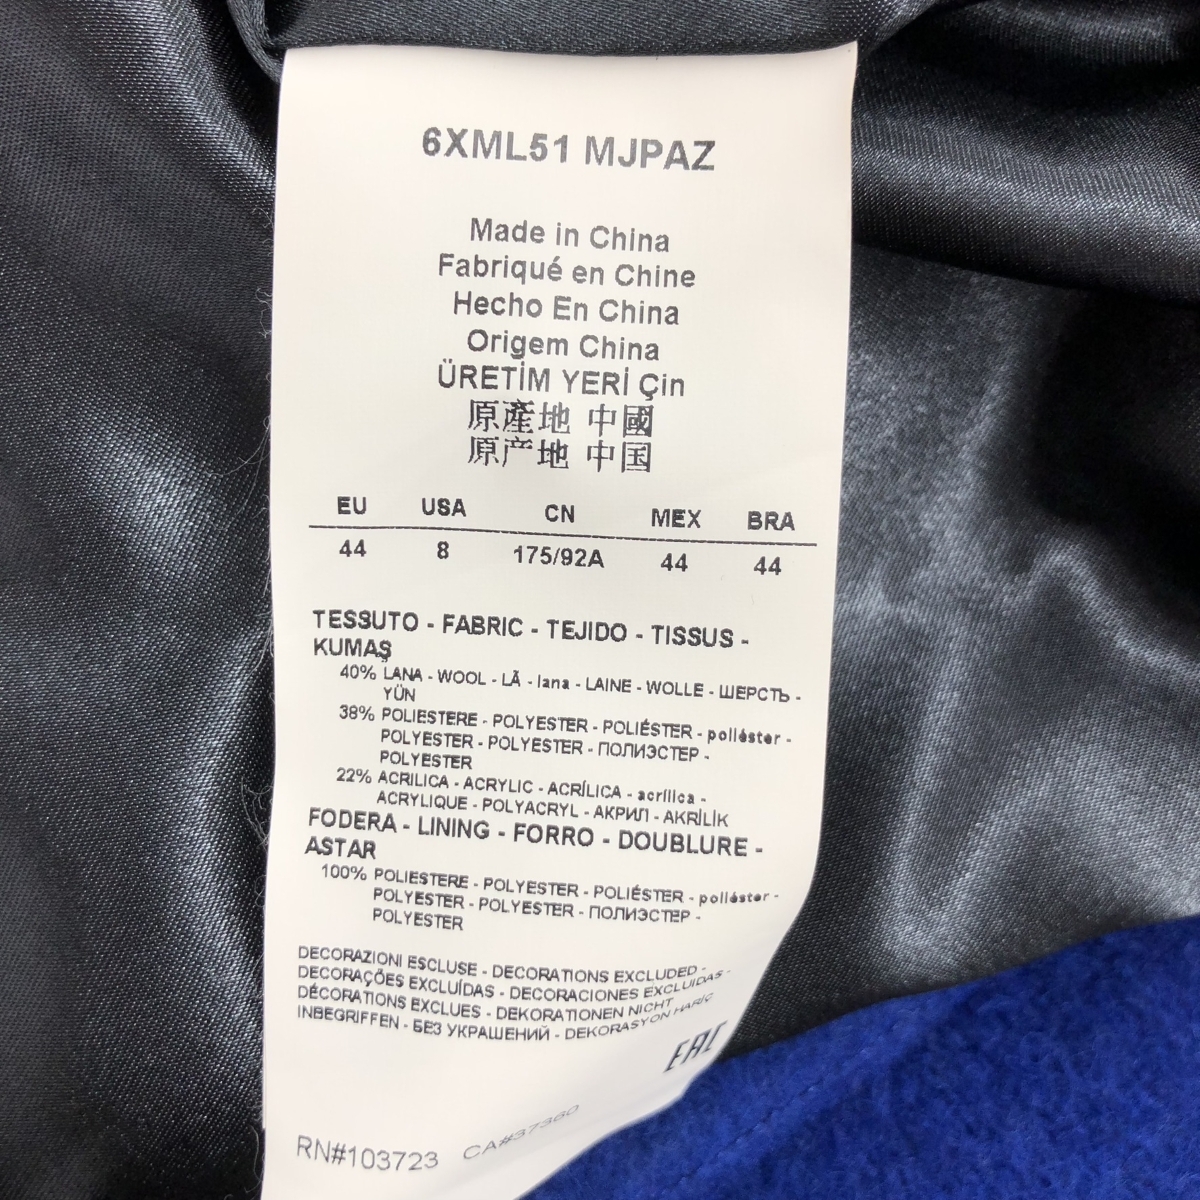 6XML51 MJPAZ
Made in China
Fabriqué en Chine
Hecho En China
Origem China
ÜRETİM YERİ Çin
原產地 中國
原产地 中国
EU USA CN MEX BRA
44 8 175/92A 44 44
TESSUTO - FABRIC - TEJIDO - TISSUS -
KUMAŞ
40% LANA - WOOL - LÃ - lana - LAINE - WOLLE - ШЕРСТЬ -
YÜN
38% POLIESTERE - POLYESTER - POLIÉSTER - poliéster -
POLYESTER - POLYESTER - ПОЛИЭСТЕР -
POLYESTER
22% ACRILICA - ACRYLIC - ACRÍLICA - acrílica -
ACRYLIQUE - POLYACRYL - АКРИЛ - AKRİLİK
FODERA - LINING - FORRO - DOUBLURE -
ASTAR
100% POLIESTERE - POLYESTER - POLIÉSTER - poliéster -
POLYESTER - POLYESTER - ПОЛИЭСТЕР -
POLYESTER
DECORAZIONI ESCLUSE - DECORATIONS EXCLUDED -
DECORAÇÕES EXCLUÍDAS - DECORACIONES EXCLUIDAS -
DÉCORATIONS EXCLUES - DEKORATIONEN NICHT
INBEGRIFFEN - БЕЗ УКРАШЕНИЙ - DEKORASYON HARİÇ
EAC
RN#103723 CA#37360